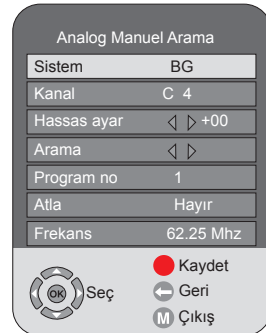 Analog Manuel Arama
Sistem BG
Kanal C 4
Hassas ayar +00
Arama
Program no 1
Atla Hayır
Frekans 62.25 Mhz
Kaydet
OK Seç Geri
M Çıkış